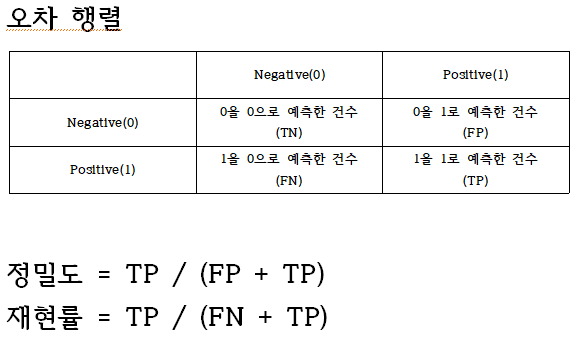 오차 행렬
Negative(0) Positive(1)
Negative(0) 0을 0으로 예측한 건수 0을 1로 예측한 건수
(TN) (FP)
Positive(1) 1을 0으로 예측한 건수 1을 1로 예측한 건수
(FN) (TP)
정밀도 = TP / (FP + TP)
재현률 = TP / (FN + TP)